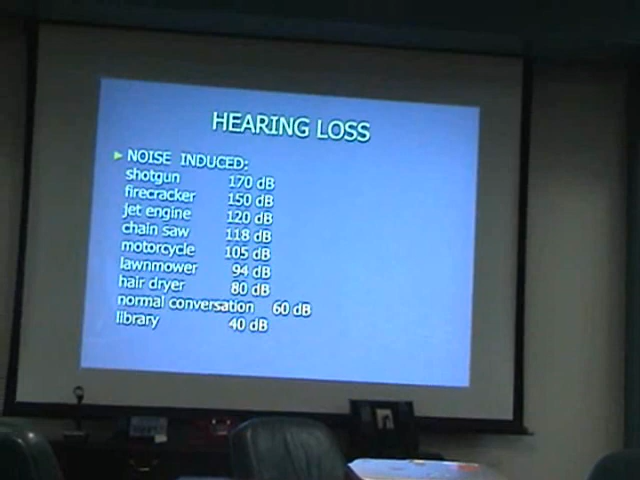 HEARING LOSS
► NOISE INDUCED:
shotgun 170 dB
firecracker 150 dB
jet engine 120 dB
chain saw 118 dB
motorcycle 105 dB
lawnmower 94 dB
hair dryer 80 dB
normal conversation 60 dB
library 40 dB